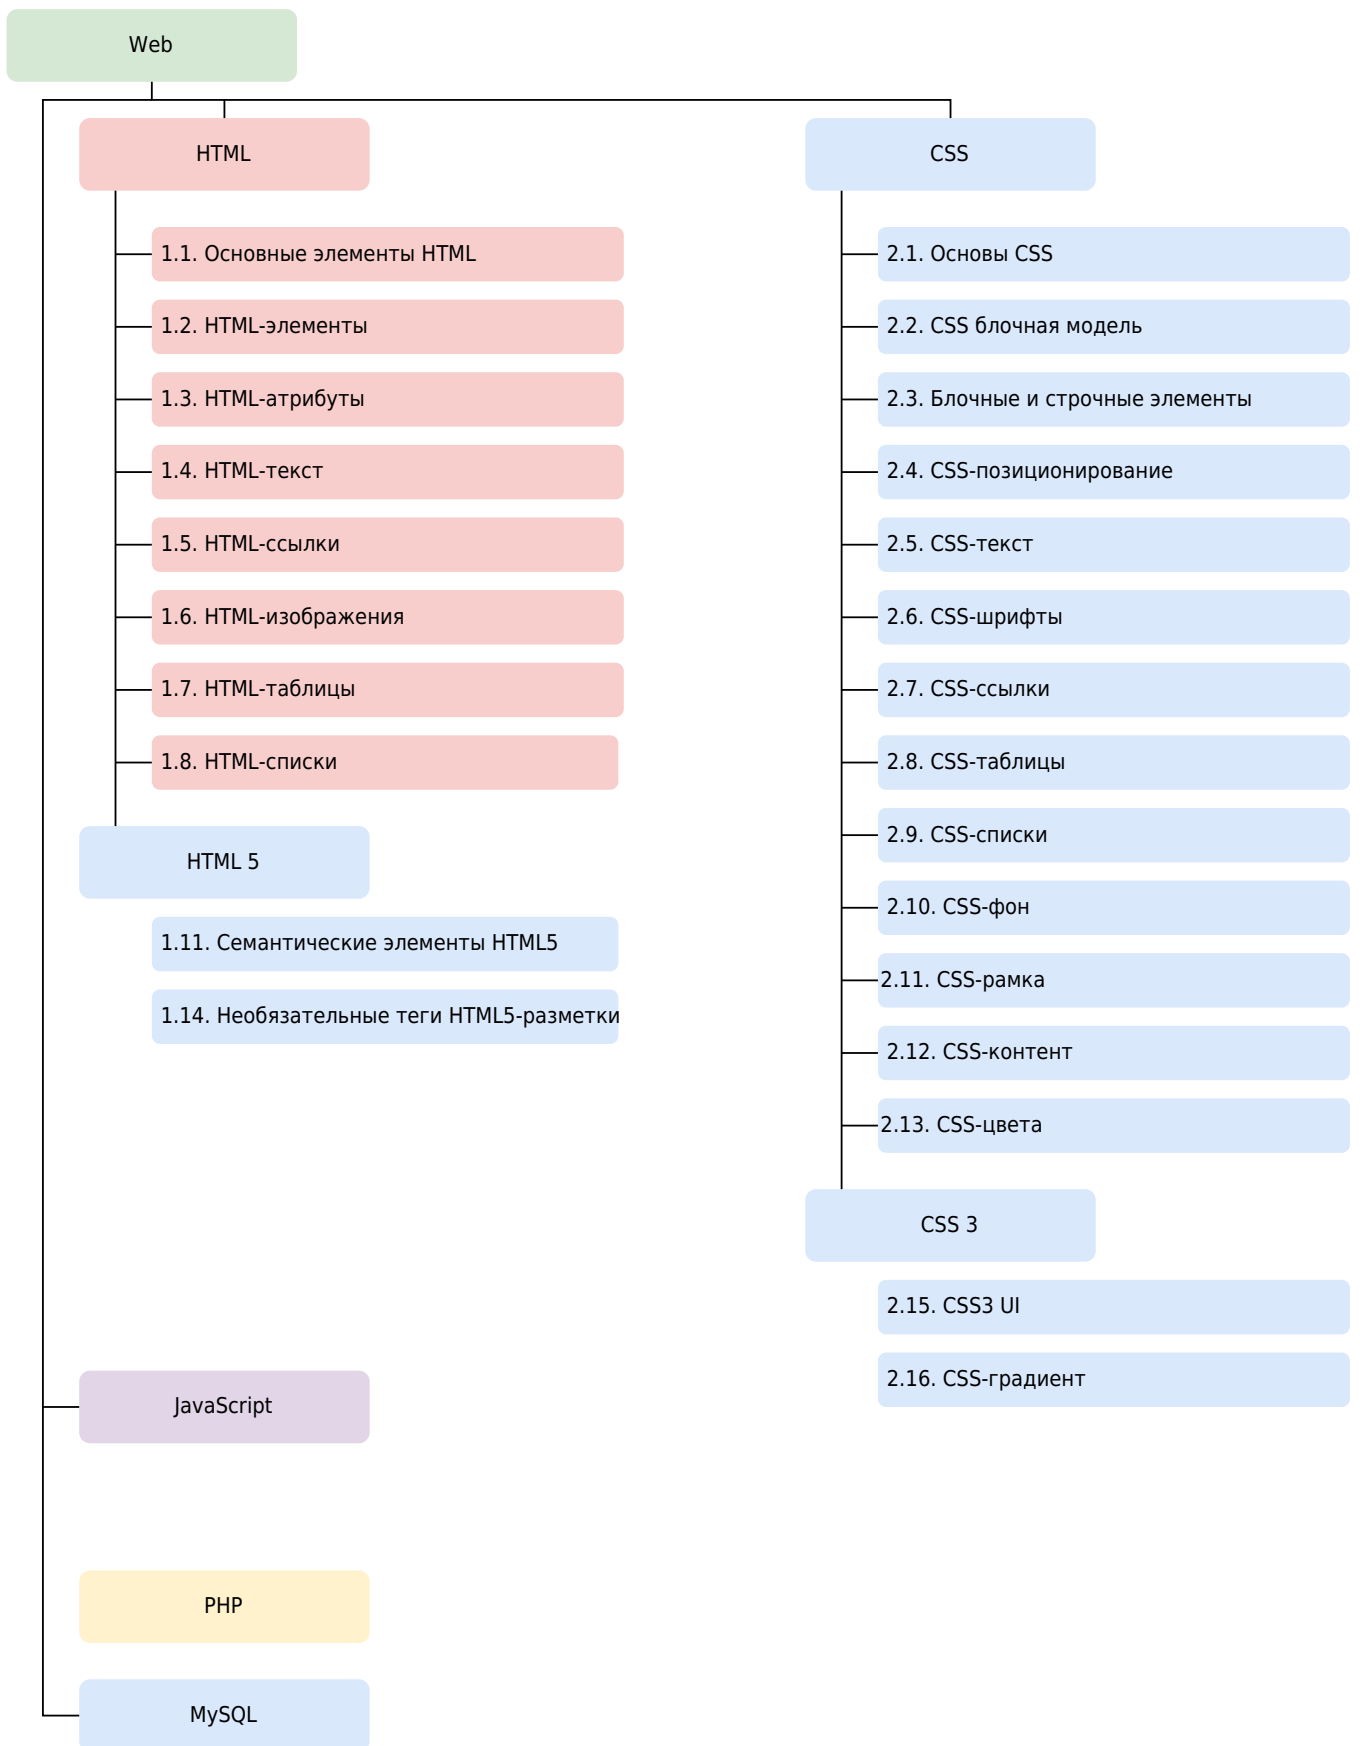 Web
HTML
1.1. Основные элементы HTML
1.2. HTML-элементы
1.3. HTML-атрибуты
1.4. HTML-текст
1.5. HTML-ссылки
1.6. HTML-изображения
1.7. HTML-таблицы
1.8. HTML-списки
HTML 5
1.11. Семантические элементы HTML5
1.14. Необязательные теги HTML5-разметки
CSS
2.1. Основы CSS
2.2. CSS блочная модель
2.3. Блочные и строчные элементы
2.4. CSS-позиционирование
2.5. CSS-текст
2.6. CSS-шрифты
2.7. CSS-ссылки
2.8. CSS-таблицы
2.9. CSS-списки
2.10. CSS-фон
2.11. CSS-рамка
2.12. CSS-контент
2.13. CSS-цвета
CSS 3
2.15. CSS3 UI
2.16. CSS-градиент
JavaScript
PHP
MySQL